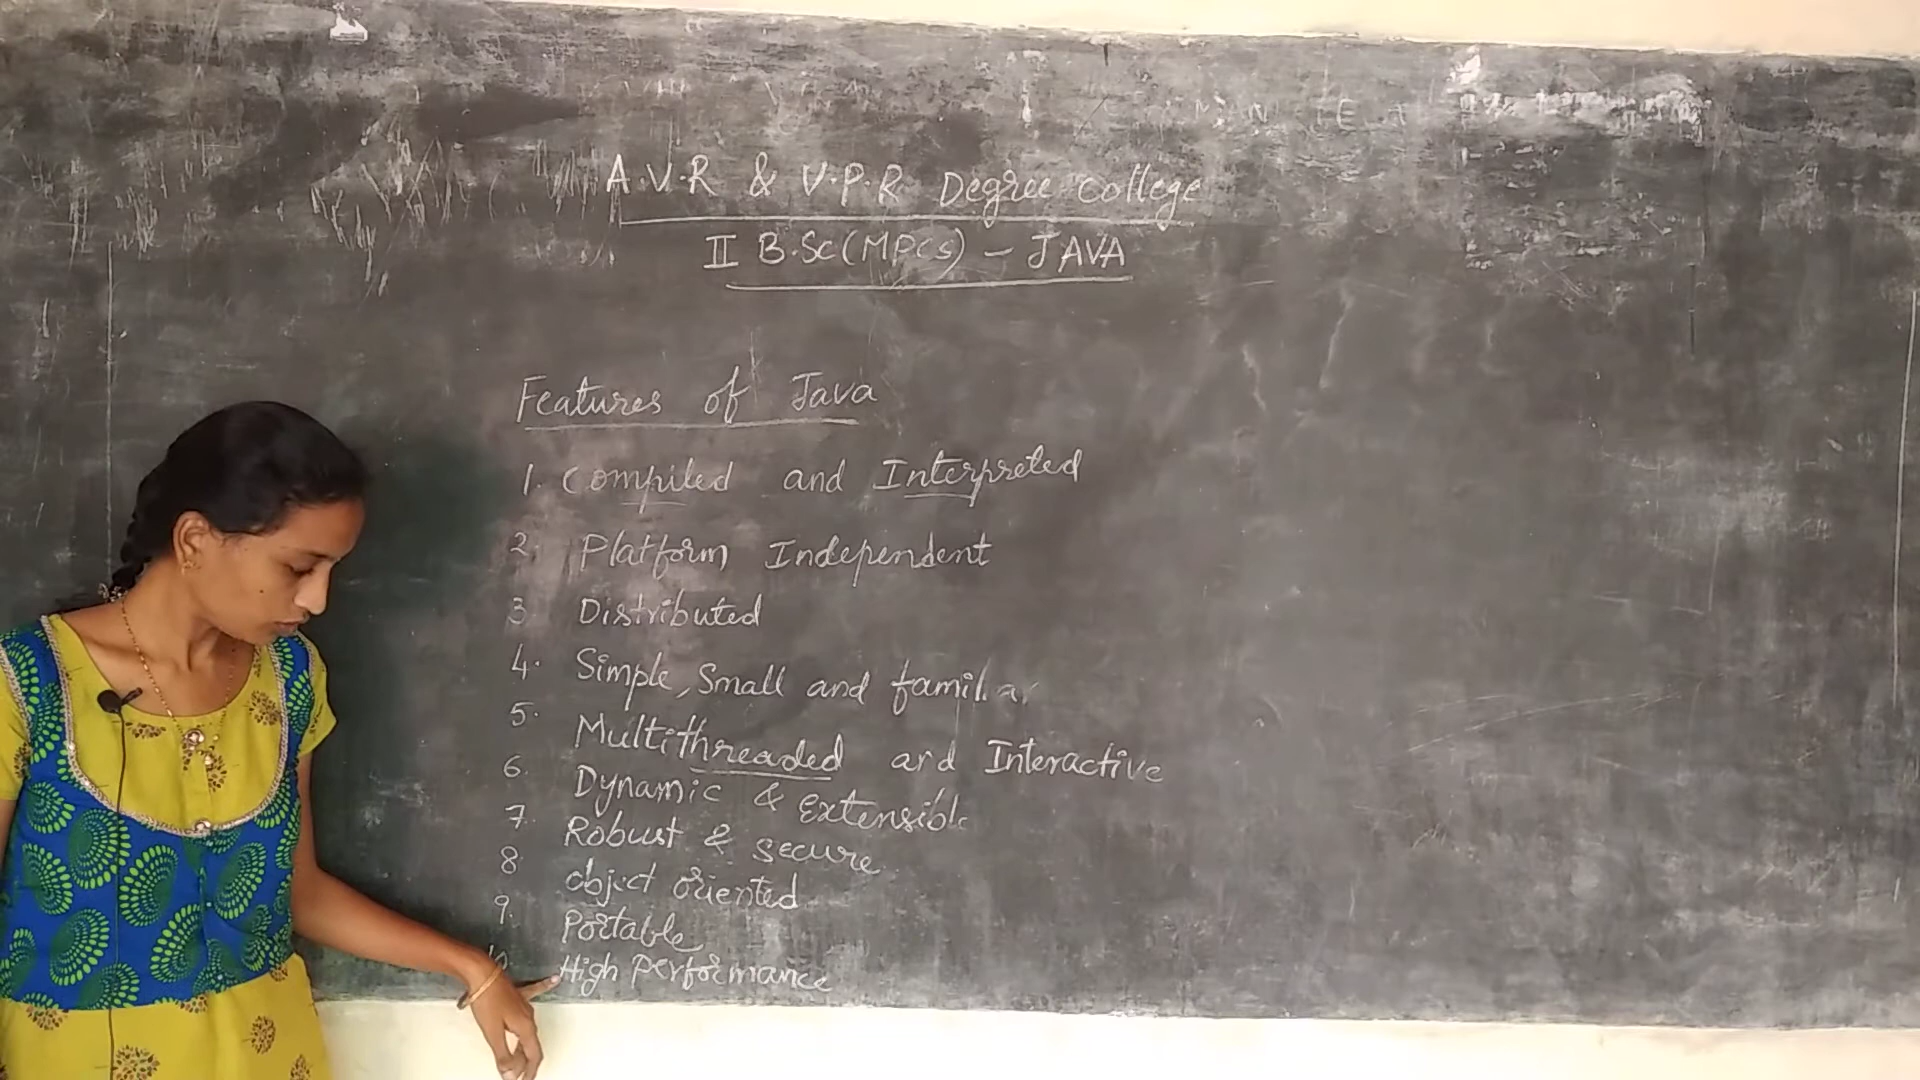 A.V.R & V.P.R Degree College
II B.Sc(MPCs) - JAVA
Features of Java
1. Compiled and Interpreted
2. Platform Independent
3 Distributed
4. Simple, Small and familiar
5. Multithreaded and Interactive
6. Dynamic & Extensible
7. Robust & secure
8 object oriented
9. Portable
10 High performance